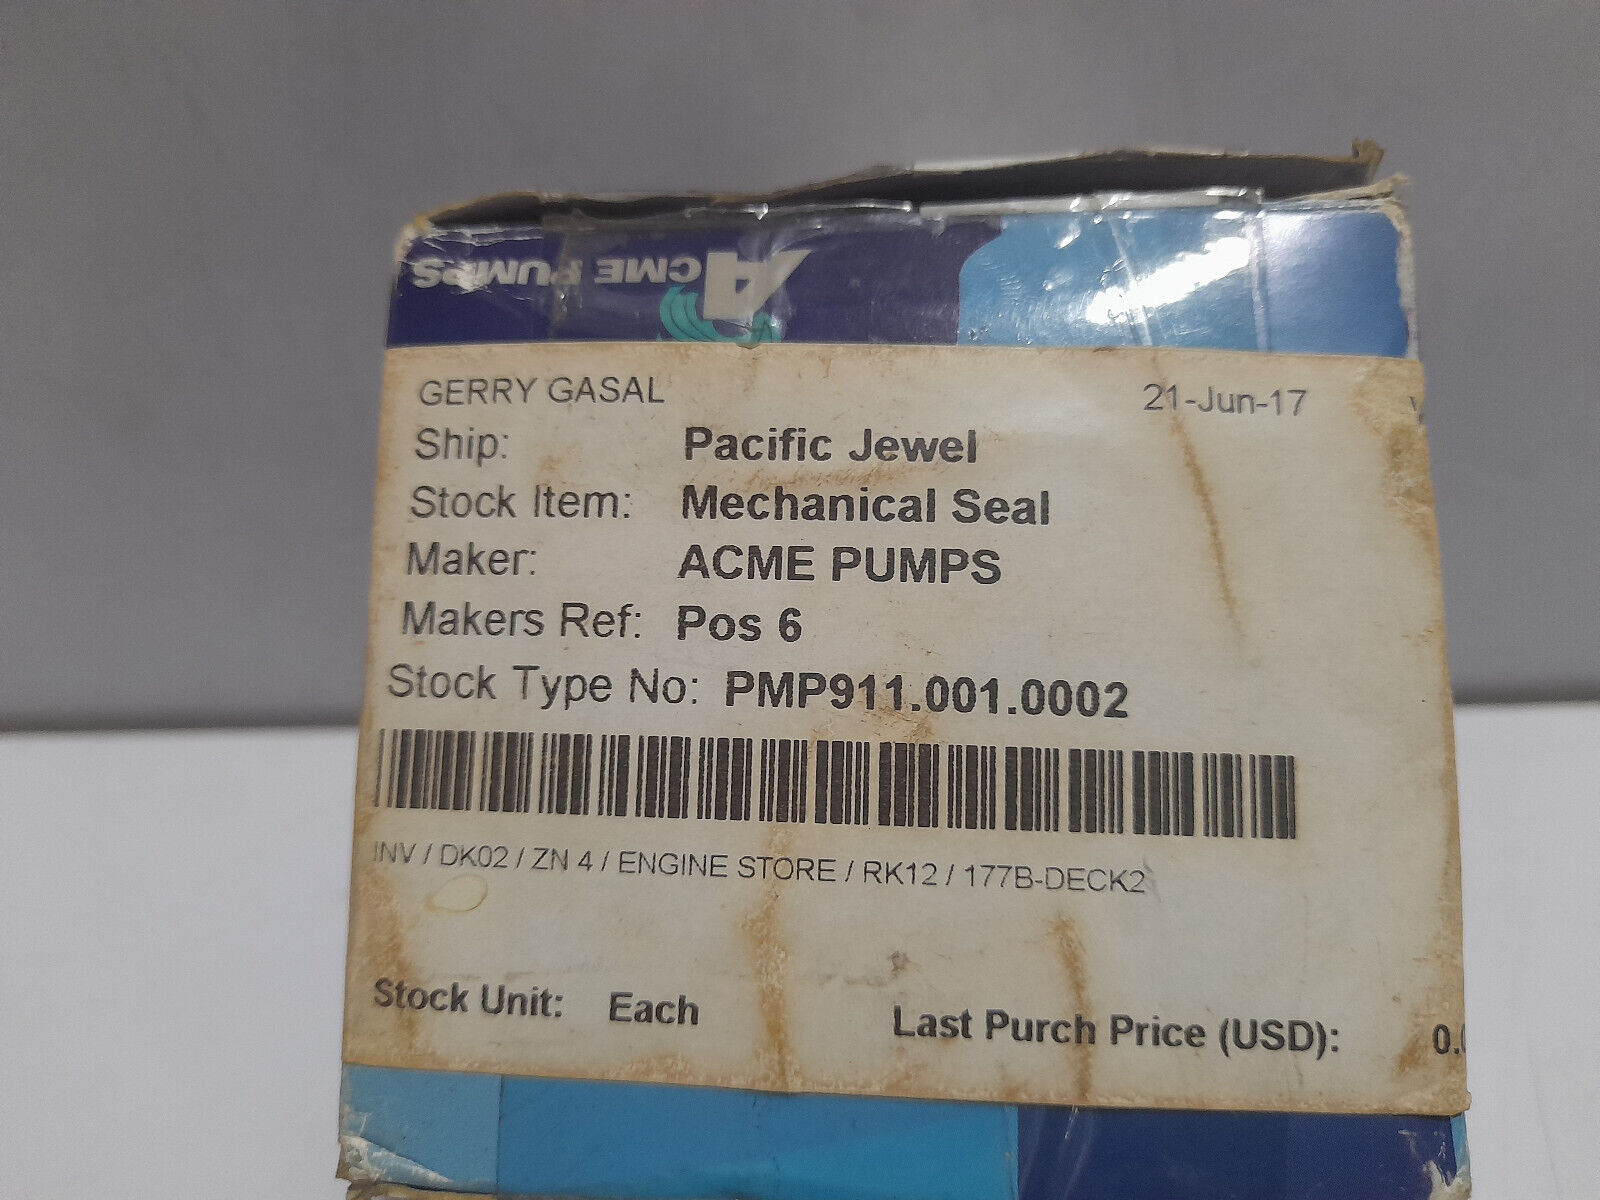 ACME PUMPS
GERRY GASAL 21-Jun-17
Ship: Pacific Jewel
Stock Item: Mechanical Seal
Maker: ACME PUMPS
Makers Ref: Pos 6
Stock Type No: PMP911.001.0002
INV / DK02 / ZN 4 / ENGINE STORE / RK12 / 177B-DECK2
Stock Unit: Each Last Purch Price (USD): 0.